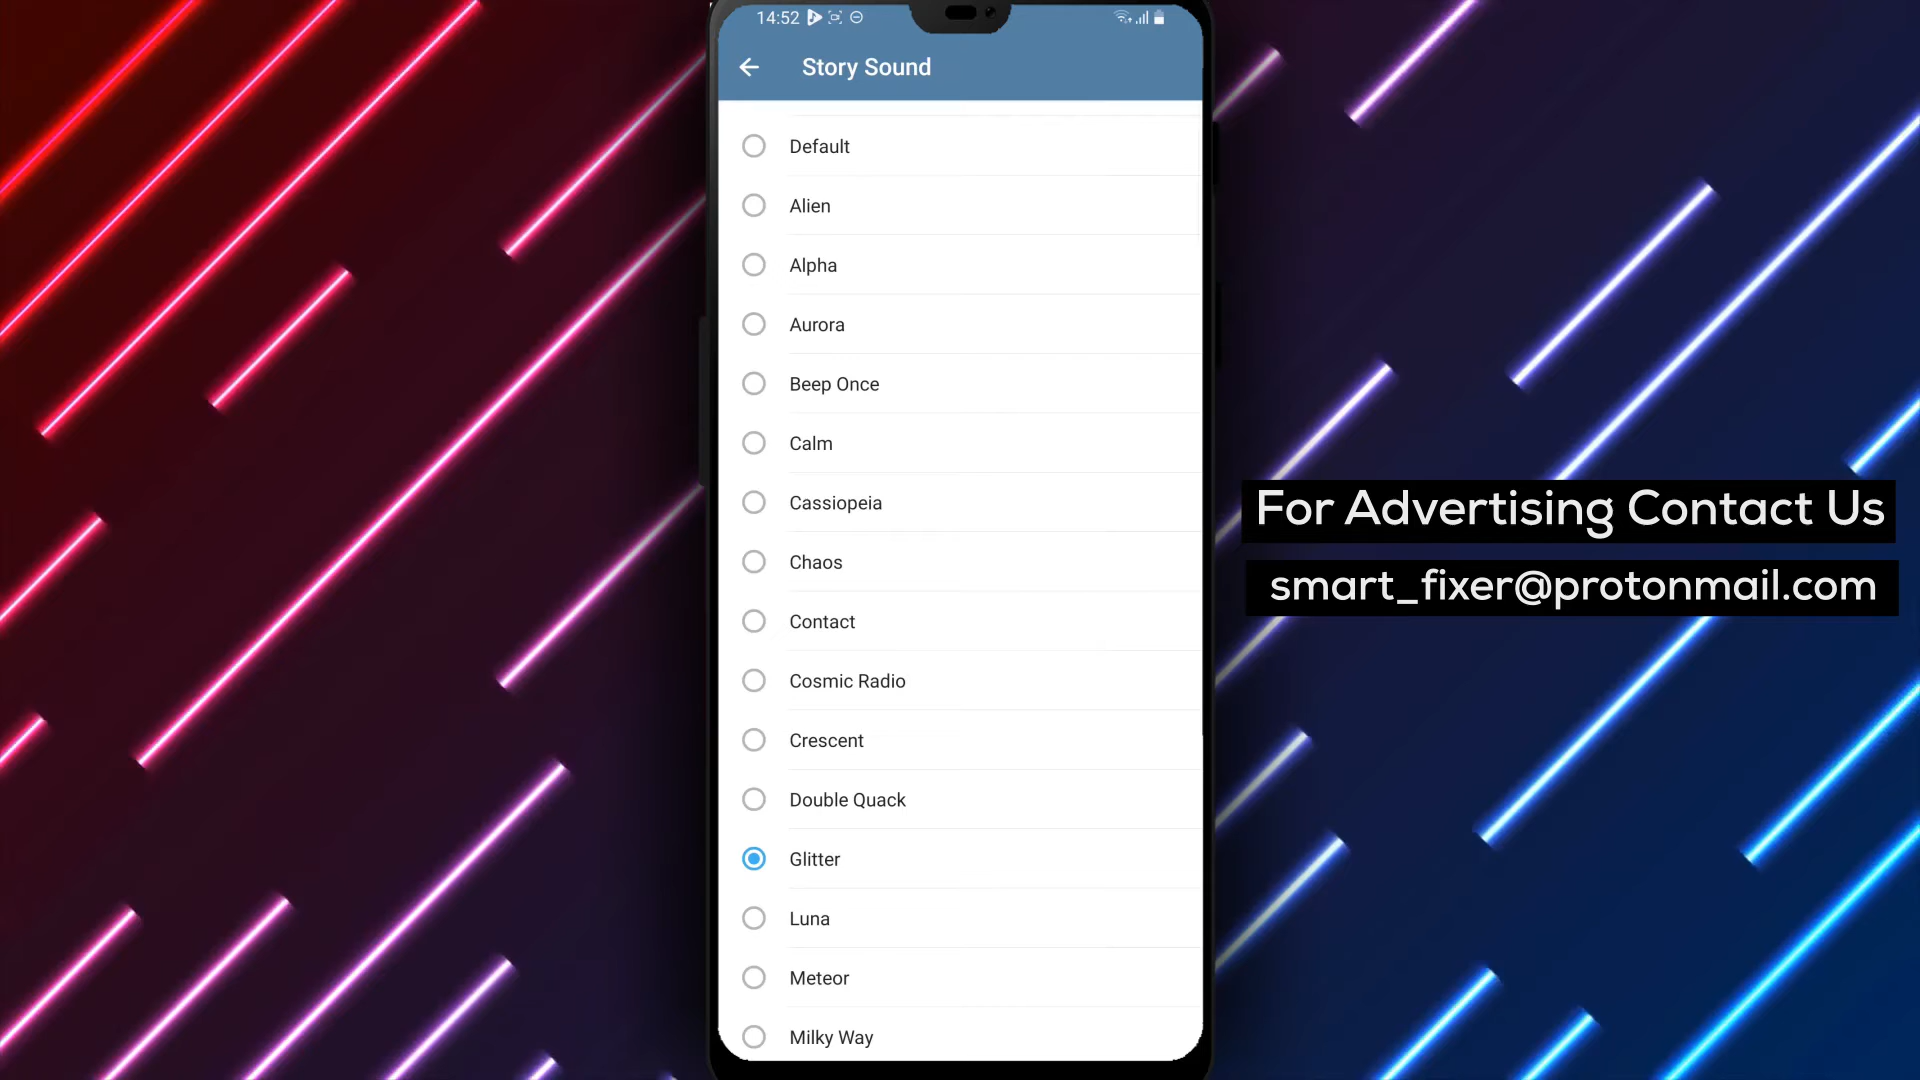 14:52
Story Sound
Default
Alien
Alpha
Aurora
Beep Once
Calm
Cassiopeia
Chaos
Contact
Cosmic Radio
Crescent
Double Quack
Glitter
Luna
Meteor
Milky Way
For Advertising Contact Us
smart_fixer@protonmail.com